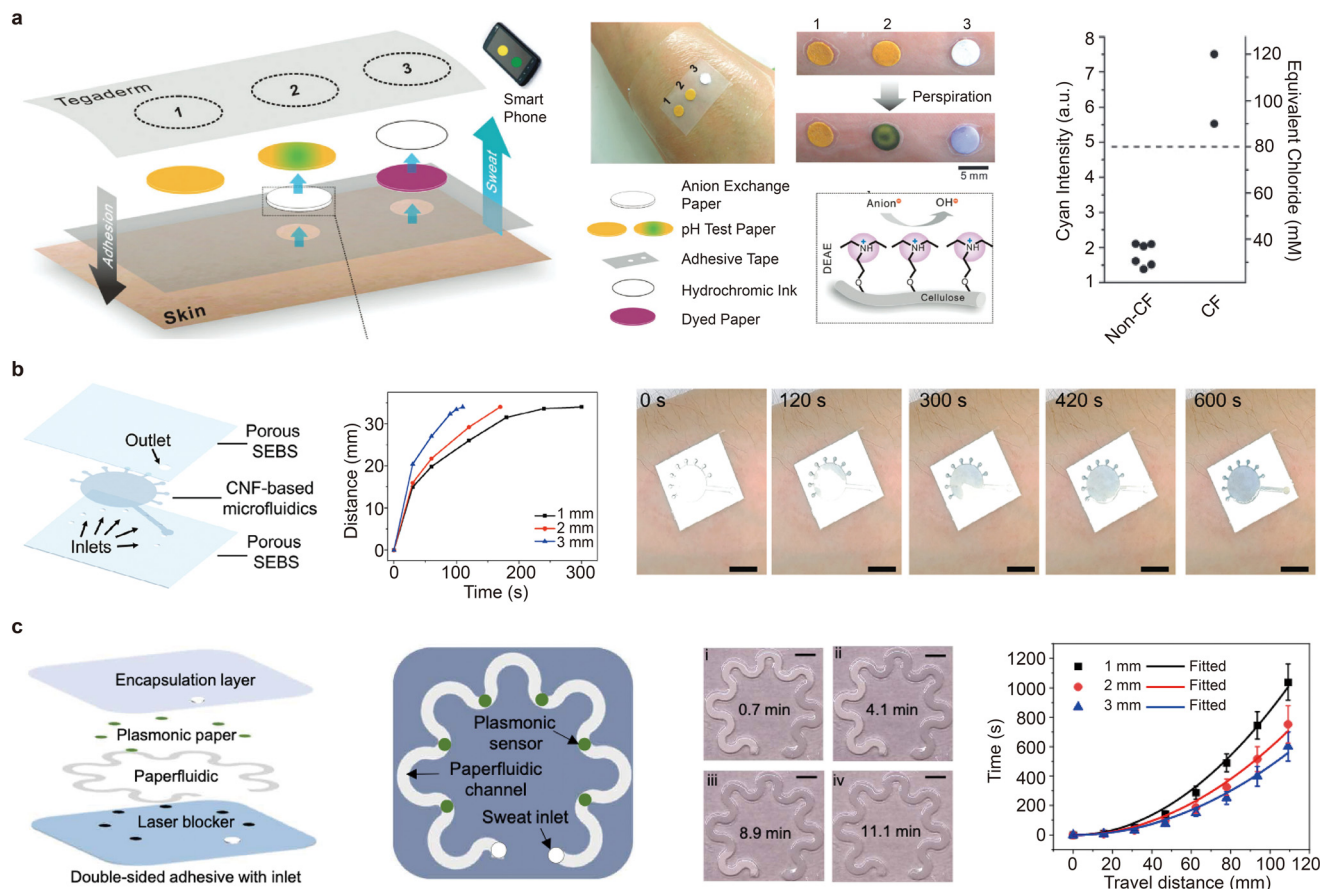 a
Tegaderm
1
2
3
Smart
Phone
Adhesion
Sweat
Skin
1 2 3
Anion Exchange
Paper
pH Test Paper
Adhesive Tape
Hydrochromic Ink
Dyed Paper
1 2 3
Perspiration
5 mm
Anion⊖ OH⊖
DEAE
+ + +
NH NH NH
O O O
Cellulose
8
7
6
5
4
3
2
1
Cyan Intensity (a.u.)
120
100
80
60
40
Equivalent Chloride (mM)
Non-CF
CF
b
Outlet
Porous
SEBS
CNF-based
microfluidics
Inlets
Porous
SEBS
Distance (mm)
30
20
10
0
0 100 200 300
Time (s)
1 mm
2 mm
3 mm
0 s
120 s
300 s
420 s
600 s
c
Encapsulation layer
Plasmonic paper
Paperfluidic
Laser blocker
Double-sided adhesive with inlet
Plasmonic
sensor
Paperfluidic
channel
Sweat inlet
i
0.7 min
ii
4.1 min
iii
8.9 min
iv
11.1 min
Time (s)
1200
1000
800
600
400
200
0
1 mm Fitted
2 mm Fitted
3 mm Fitted
0 20 40 60 80 100 120
Travel distance (mm)